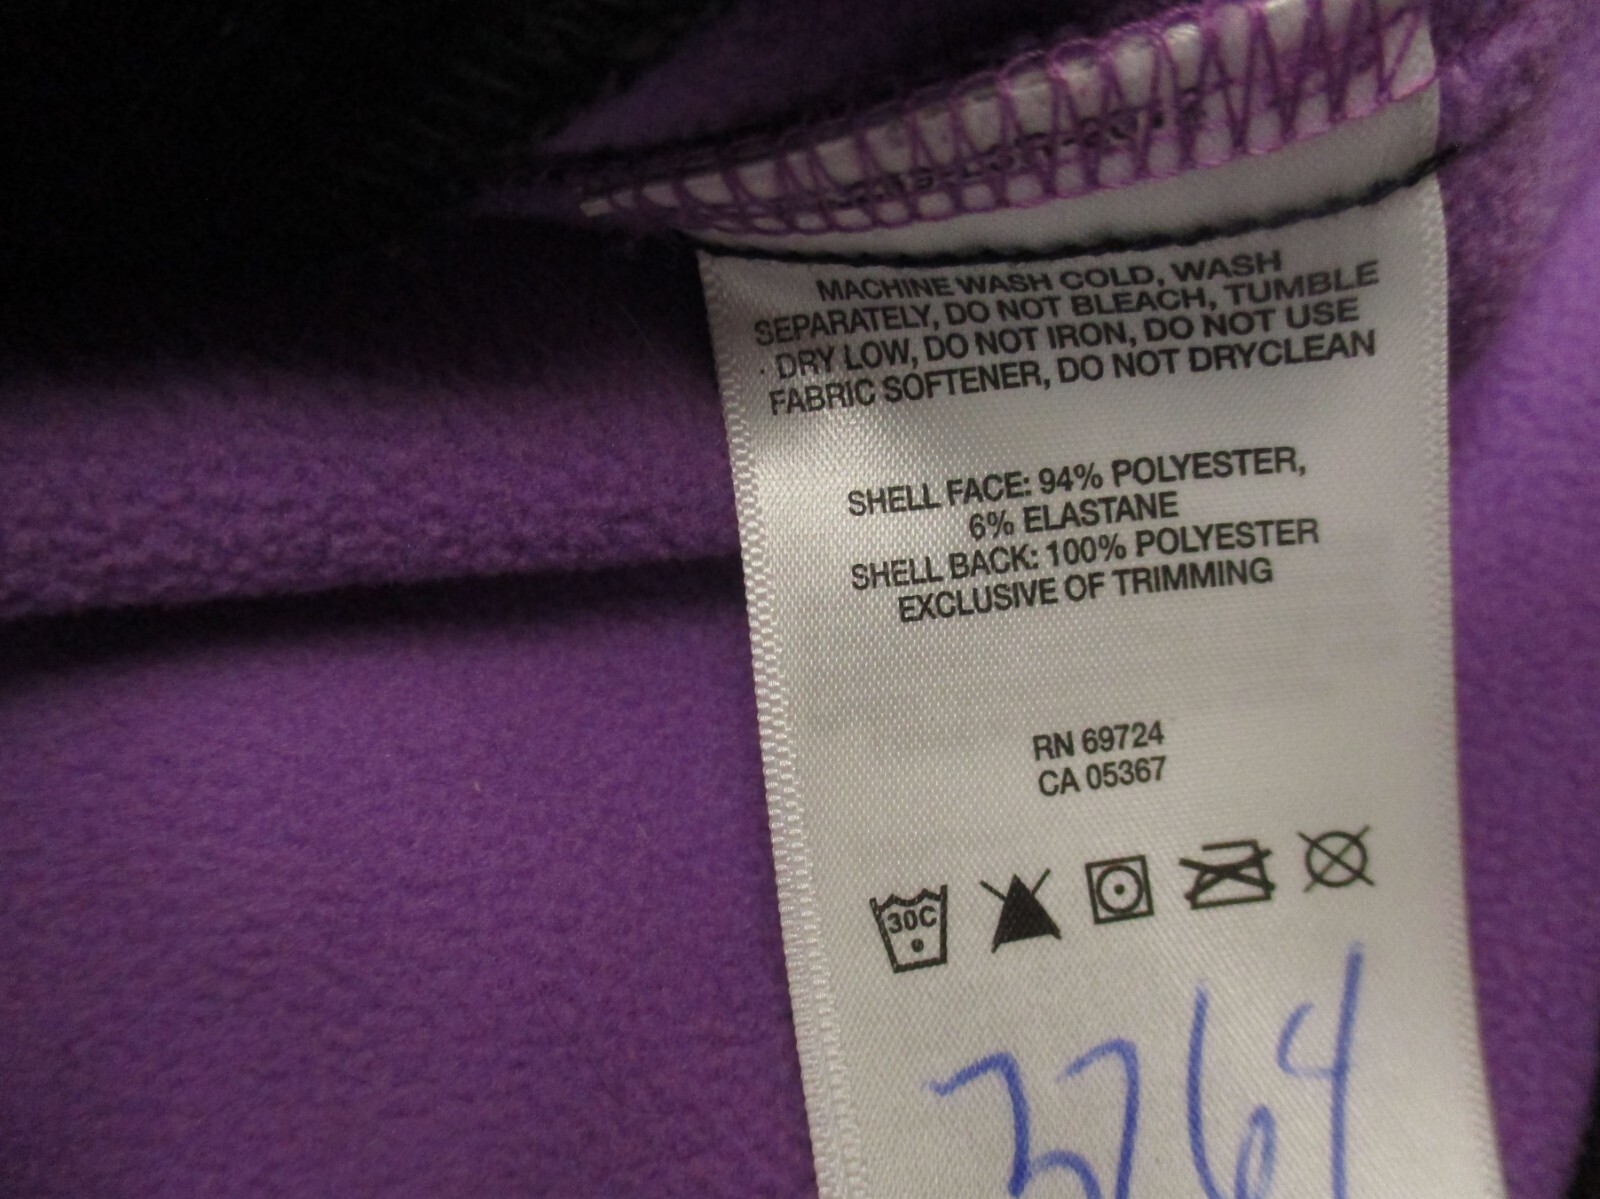 MACHINE WASH COLD, WASH
SEPARATELY, DO NOT BLEACH, TUMBLE
DRY LOW, DO NOT IRON, DO NOT USE
FABRIC SOFTENER, DO NOT DRYCLEAN
SHELL FACE: 94% POLYESTER,
6% ELASTANE
SHELL BACK: 100% POLYESTER
EXCLUSIVE OF TRIMMING
RN 69724
CA 05367
30C